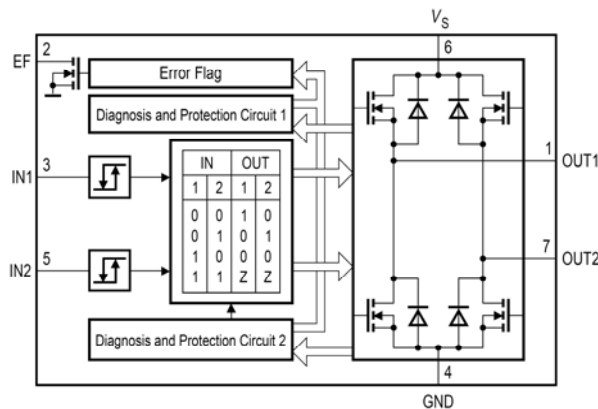 V_S
2
6
EF
Error Flag
Diagnosis and Protection Circuit 1
1
OUT1
3
IN1
IN OUT
1 2 1 2
0 0 1 0
0 1 0 1
1 0 0 0
1 1 Z Z
5
IN2
7
OUT2
Diagnosis and Protection Circuit 2
4
GND